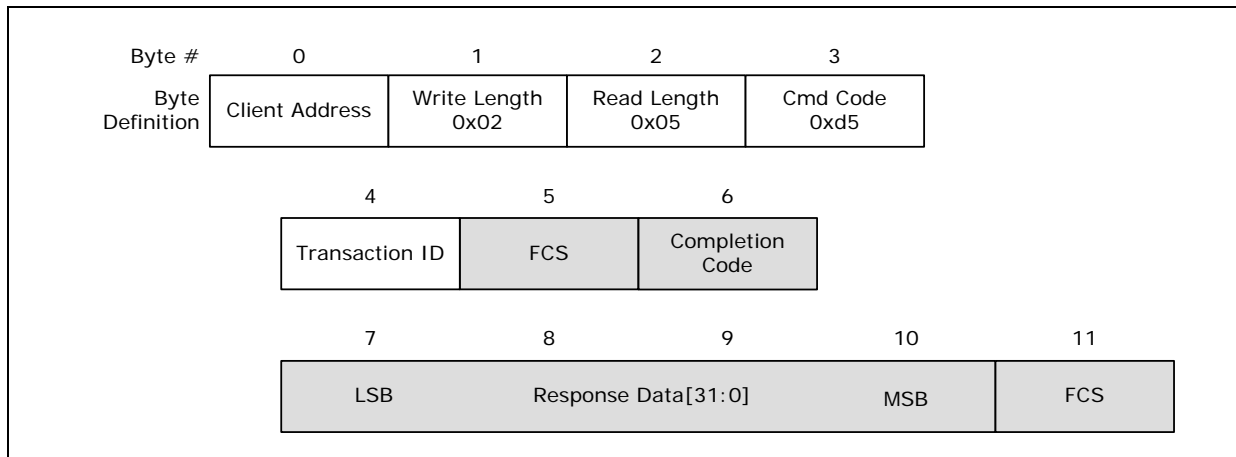 Byte # 0 1 2 3
Byte Definition
Client Address
Write Length
0x02
Read Length
0x05
Cmd Code
0xd5
4 5 6
Transaction ID
FCS
Completion
Code
7 8 9 10 11
LSB Response Data[31:0] MSB FCS